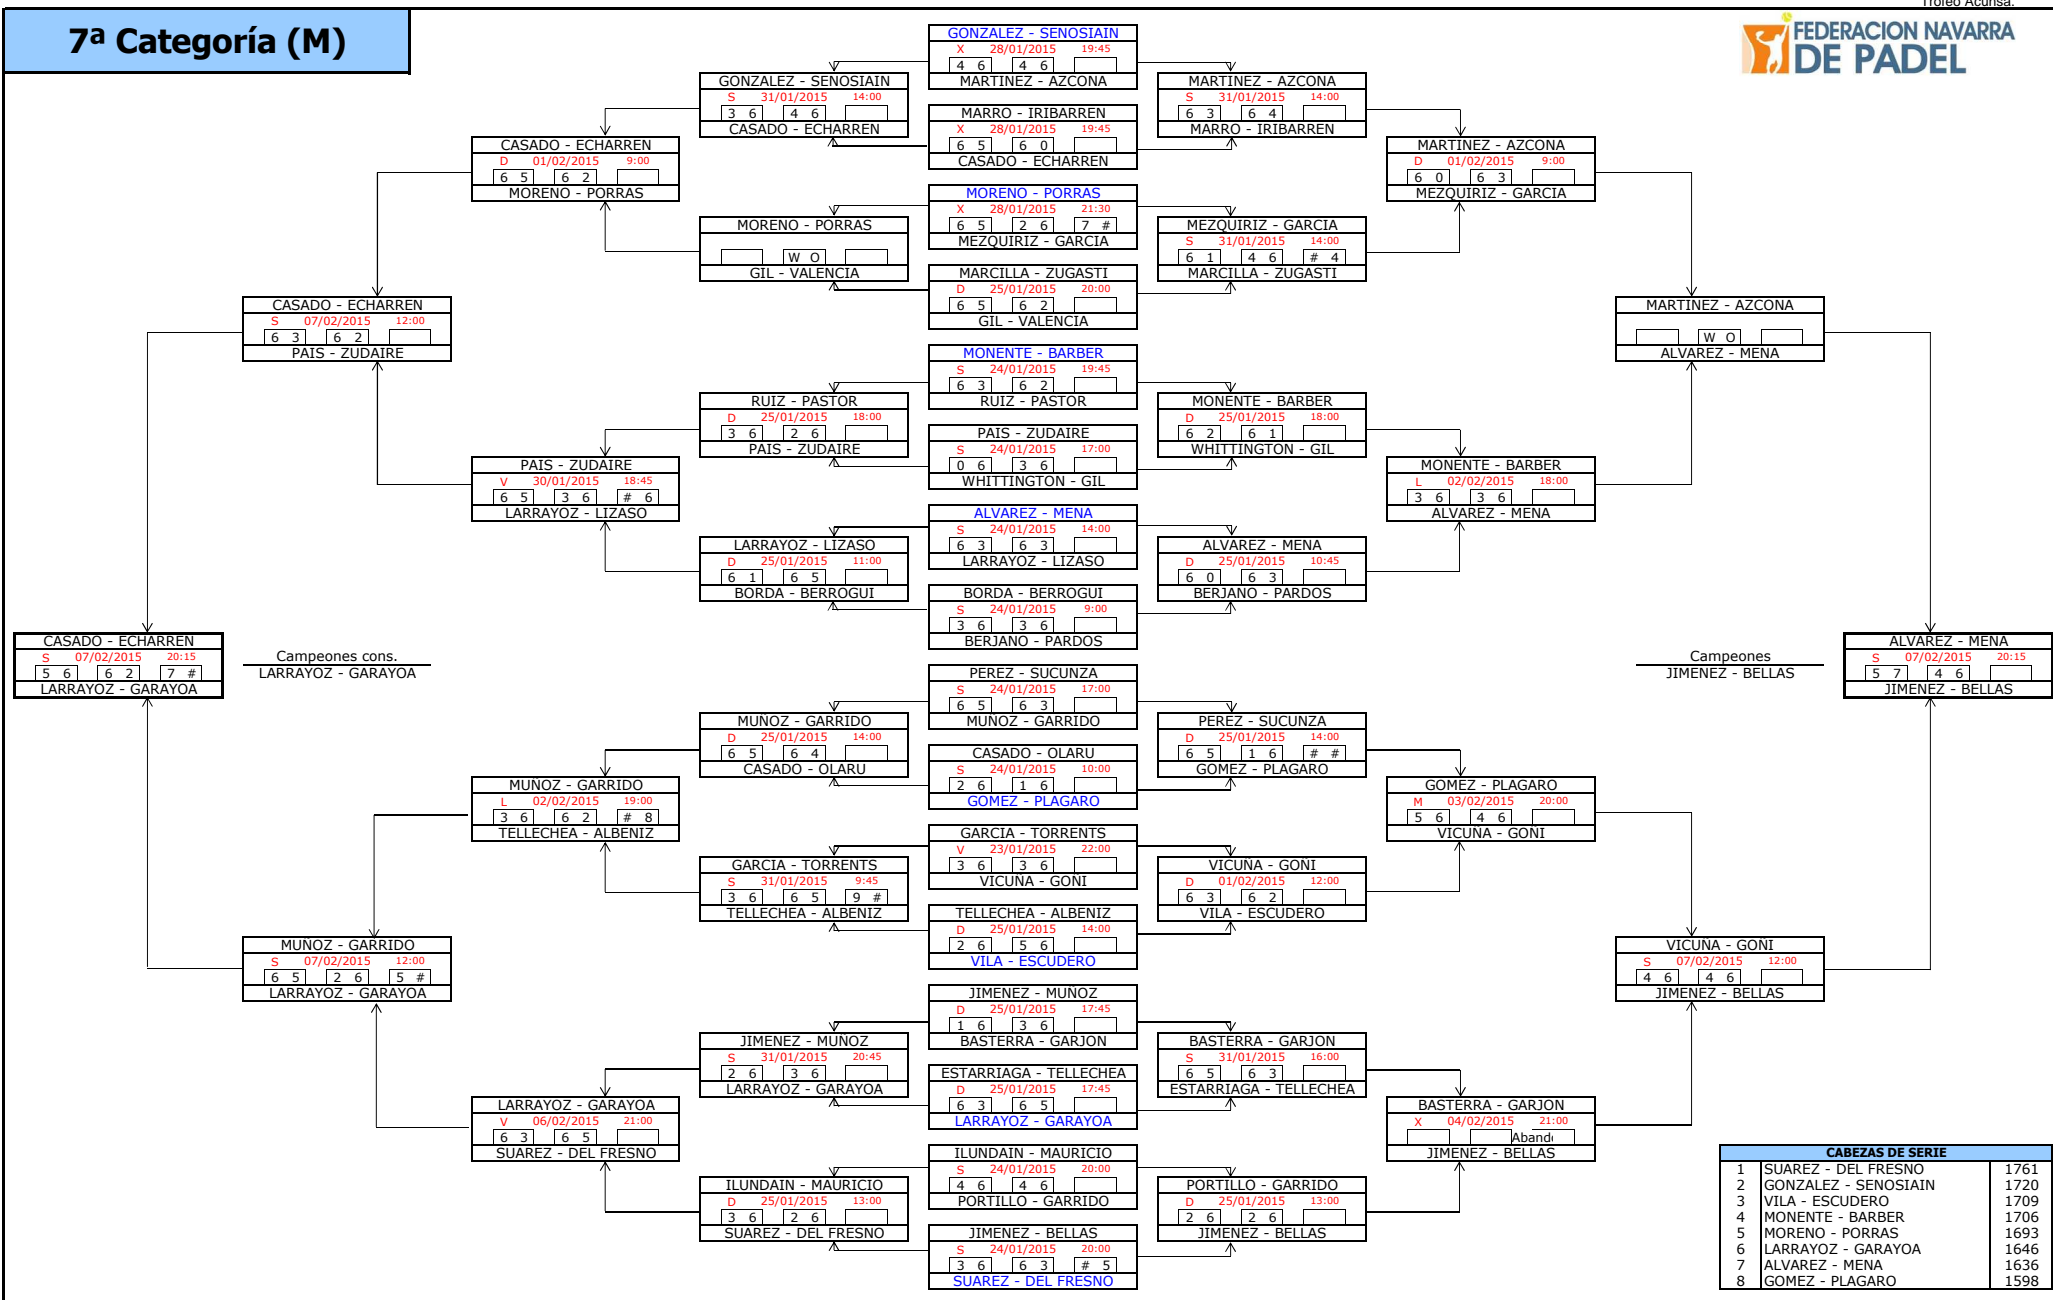 Trofeo Acunsa.
7ª Categoría (M)
FEDERACION NAVARRA
DE PADEL
GONZALEZ - SENOSIAIN
X 28/01/2015 19:45
4 6 4 6
MARTINEZ - AZCONA
MARRO - IRIBARREN
X 28/01/2015 19:45
6 5 6 0
CASADO - ECHARREN
MORENO - PORRAS
X 28/01/2015 21:30
6 5 2 6 7 #
MEZQUIRIZ - GARCIA
MARCILLA - ZUGASTI
D 25/01/2015 20:00
6 5 6 2
GIL - VALENCIA
MONENTE - BARBER
S 24/01/2015 19:45
6 3 6 2
RUIZ - PASTOR
PAIS - ZUDAIRE
S 24/01/2015 17:00
0 6 3 6
WHITTINGTON - GIL
ALVAREZ - MENA
S 24/01/2015 14:00
6 3 6 3
LARRAYOZ - LIZASO
BORDA - BERROGUI
S 24/01/2015 9:00
3 6 3 6
BERJANO - PARDOS
PEREZ - SUCUNZA
S 24/01/2015 17:00
6 5 6 3
MUÑOZ - GARRIDO
CASADO - OLARU
S 24/01/2015 10:00
2 6 1 6
GOMEZ - PLAGARO
GARCIA - TORRENTS
V 23/01/2015 22:00
3 6 3 6
VICUÑA - GOÑI
TELLECHEA - ALBENIZ
D 25/01/2015 14:00
2 6 5 6
VILA - ESCUDERO
JIMENEZ - MUÑOZ
D 25/01/2015 17:45
1 6 3 6
BASTERRA - GARJON
ESTARRIAGA - TELLECHEA
D 25/01/2015 17:45
6 3 6 5
LARRAYOZ - GARAYOA
ILUNDAIN - MAURICIO
S 24/01/2015 20:00
4 6 4 6
PORTILLO - GARRIDO
JIMENEZ - BELLAS
S 24/01/2015 20:00
3 6 6 3 # 5
SUAREZ - DEL FRESNO
GONZALEZ - SENOSIAIN
S 31/01/2015 14:00
3 6 4 6
CASADO - ECHARREN
MORENO - PORRAS
W O
GIL - VALENCIA
RUIZ - PASTOR
D 25/01/2015 18:00
3 6 2 6
PAIS - ZUDAIRE
LARRAYOZ - LIZASO
D 25/01/2015 11:00
6 1 6 5
BORDA - BERROGUI
MUÑOZ - GARRIDO
D 25/01/2015 14:00
6 5 6 4
CASADO - OLARU
GARCIA - TORRENTS
S 31/01/2015 9:45
3 6 6 5 9 #
TELLECHEA - ALBENIZ
JIMENEZ - MUÑOZ
S 31/01/2015 20:45
2 6 3 6
LARRAYOZ - GARAYOA
ILUNDAIN - MAURICIO
D 25/01/2015 13:00
3 6 2 6
SUAREZ - DEL FRESNO
CASADO - ECHARREN
D 01/02/2015 9:00
6 5 6 2
MORENO - PORRAS
PAIS - ZUDAIRE
V 30/01/2015 18:45
6 5 3 6 # 6
LARRAYOZ - LIZASO
MUÑOZ - GARRIDO
L 02/02/2015 19:00
3 6 6 2 # 8
TELLECHEA - ALBENIZ
LARRAYOZ - GARAYOA
V 06/02/2015 21:00
6 3 6 5
SUAREZ - DEL FRESNO
CASADO - ECHARREN
S 07/02/2015 12:00
6 3 6 2
PAIS - ZUDAIRE
MUÑOZ - GARRIDO
S 07/02/2015 12:00
6 5 2 6 5 #
LARRAYOZ - GARAYOA
CASADO - ECHARREN
S 07/02/2015 20:15
5 6 6 2 7 #
LARRAYOZ - GARAYOA
Campeones cons.
LARRAYOZ - GARAYOA
MARTINEZ - AZCONA
S 31/01/2015 14:00
6 3 6 4
MARRO - IRIBARREN
MEZQUIRIZ - GARCIA
S 31/01/2015 14:00
6 1 4 6 # 4
MARCILLA - ZUGASTI
MONENTE - BARBER
D 25/01/2015 18:00
6 2 6 1
WHITTINGTON - GIL
ALVAREZ - MENA
D 25/01/2015 10:45
6 0 6 3
BERJANO - PARDOS
PEREZ - SUCUNZA
D 25/01/2015 14:00
6 5 1 6 # #
GOMEZ - PLAGARO
VICUÑA - GOÑI
D 01/02/2015 12:00
6 3 6 2
VILA - ESCUDERO
BASTERRA - GARJON
S 31/01/2015 16:00
6 5 6 3
ESTARRIAGA - TELLECHEA
PORTILLO - GARRIDO
D 25/01/2015 13:00
2 6 2 6
JIMENEZ - BELLAS
MARTINEZ - AZCONA
D 01/02/2015 9:00
6 0 6 3
MEZQUIRIZ - GARCIA
MONENTE - BARBER
L 02/02/2015 18:00
3 6 3 6
ALVAREZ - MENA
GOMEZ - PLAGARO
M 03/02/2015 20:00
5 6 4 6
VICUÑA - GOÑI
BASTERRA - GARJON
X 04/02/2015 21:00
Aband
JIMENEZ - BELLAS
MARTINEZ - AZCONA
W O
ALVAREZ - MENA
VICUÑA - GOÑI
S 07/02/2015 12:00
4 6 4 6
JIMENEZ - BELLAS
Campeones
JIMENEZ - BELLAS
ALVAREZ - MENA
S 07/02/2015 20:15
5 7 4 6
JIMENEZ - BELLAS
CABEZAS DE SERIE
1 SUAREZ - DEL FRESNO 1761
2 GONZALEZ - SENOSIAIN 1720
3 VILA - ESCUDERO 1709
4 MONENTE - BARBER 1706
5 MORENO - PORRAS 1693
6 LARRAYOZ - GARAYOA 1646
7 ALVAREZ - MENA 1636
8 GOMEZ - PLAGARO 1598